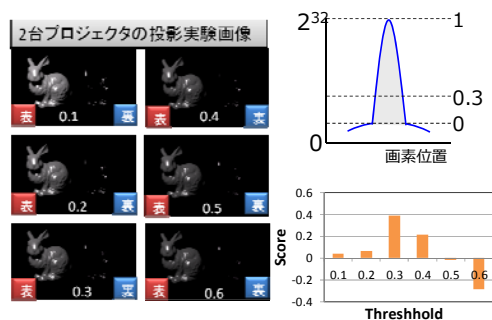 2台プロジェクタの投影実験画像
表 0.1 裏
表 0.4 裏
表 0.2 裏
表 0.5 裏
表 0.3 裏
表 0.6 裏
2^32
1
0.3
0
0
画素位置
0.6
0.4
0.2
0
-0.2
-0.4
0.1 0.2 0.3 0.4 0.5 0.6
Score
Threshhold